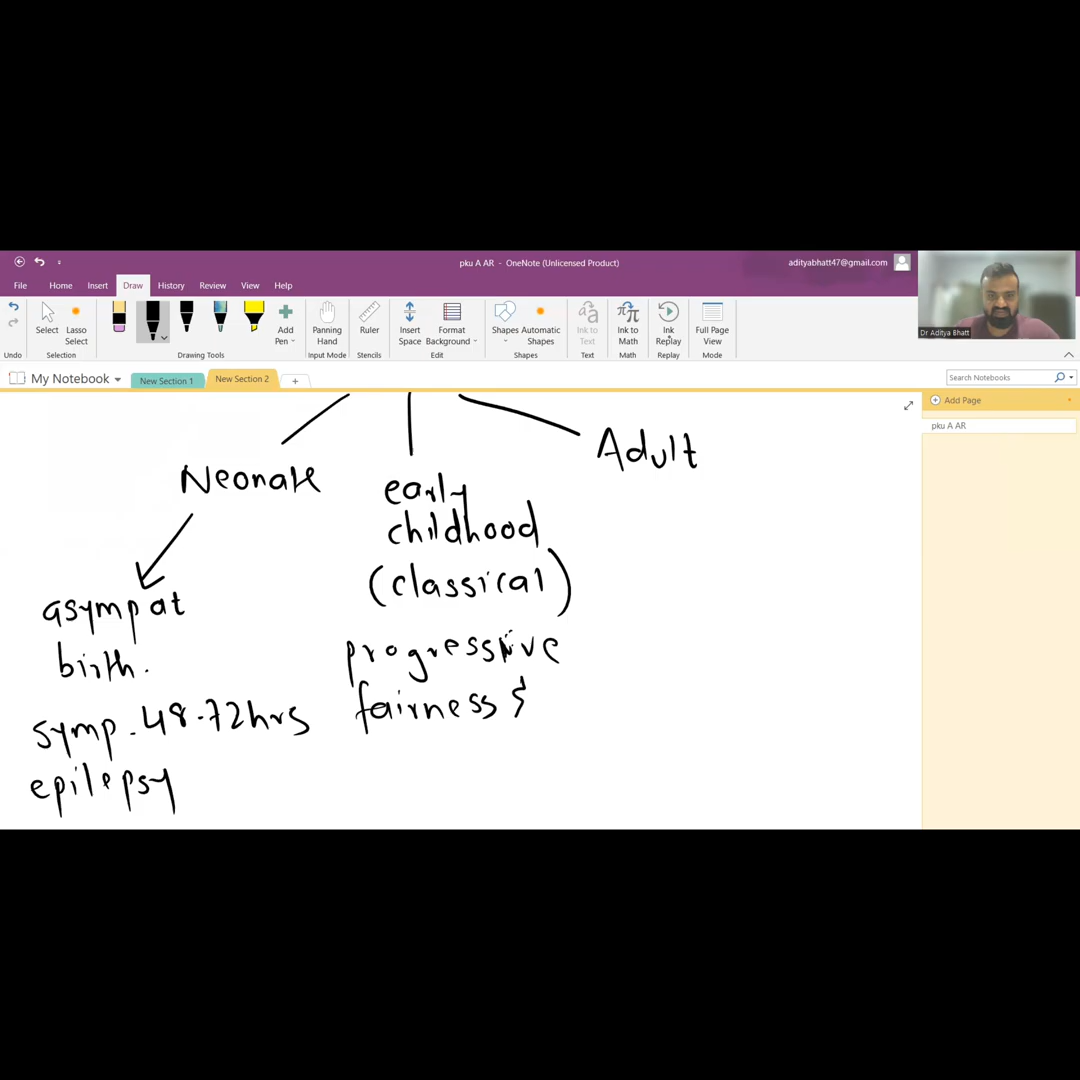 pku A AR - OneNote (Unlicensed Product)
adityabhatt47@gmail.com
File Home Insert Draw History Review View Help
Dr Aditya Bhatt
Undo
Select
Lasso Select
Add Pen
Panning Hand
Ruler
Insert Space
Format Background
Shapes
Automatic Shapes
Ink to Text
Ink to Math
Ink Replay
Full Page View
Undo Selection Drawing Tools Input Mode Stencils Edit Shapes Text Math Replay Mode
My Notebook New Section 1 New Section 2 +
Search Notebooks
Add Page
pku A AR
Neonate
asymp at
birth.
symp. 48-72hrs
epilepsy
early
childhood
(classical)
progressive
fairness &
Adult